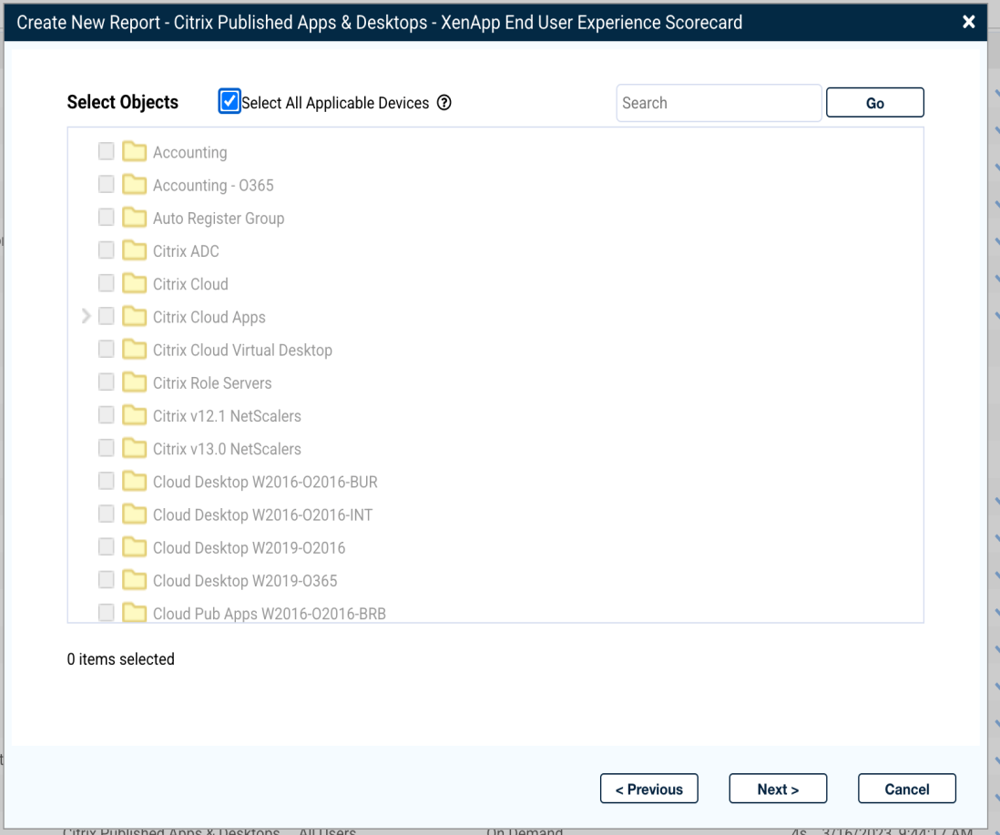 Create New Report - Citrix Published Apps & Desktops - XenApp End User Experience Scorecard
Select Objects Select All Applicable Devices Search Go
Accounting
Accounting - O365
Auto Register Group
Citrix ADC
Citrix Cloud
Citrix Cloud Apps
Citrix Cloud Virtual Desktop
Citrix Role Servers
Citrix v12.1 NetScalers
Citrix v13.0 NetScalers
Cloud Desktop W2016-O2016-BUR
Cloud Desktop W2016-O2016-INT
Cloud Desktop W2019-O2016
Cloud Desktop W2019-O365
Cloud Pub Apps W2016-O2016-BRB
0 items selected
< Previous Next > Cancel
Citrix Published Apps & Desktops All Users On Demand 4s 3/16/2023 9:44:17 AM